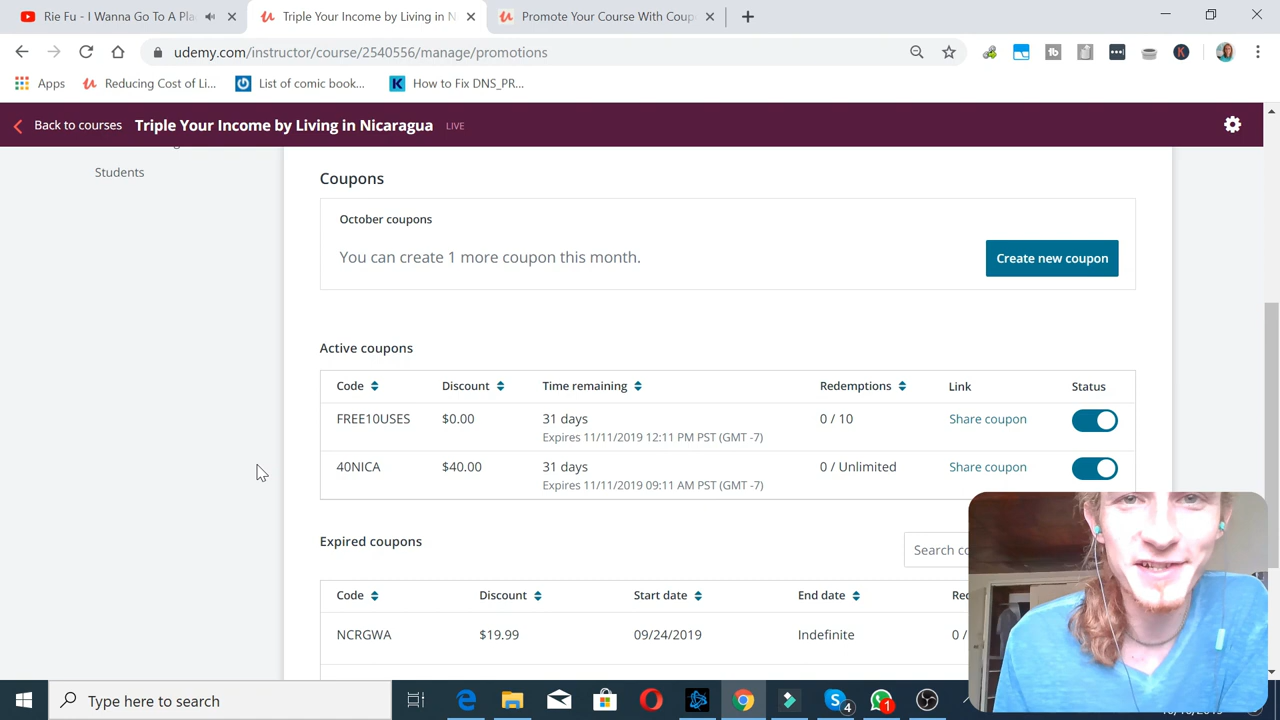 Rie Fu - I Wanna Go To A Pla
Triple Your Income by Living in N
Promote Your Course With Coup
udemy.com/instructor/course/2540556/manage/promotions
Apps
Reducing Cost of Li...
List of comic book...
How to Fix DNS_PR...
Back to courses
Triple Your Income by Living in Nicaragua
LIVE
Students
Coupons
October coupons
You can create 1 more coupon this month.
Create new coupon
Active coupons
Code Discount Time remaining Redemptions Link Status
FREE10USES $0.00 31 days 0 / 10 Share coupon
Expires 11/11/2019 12:11 PM PST (GMT -7)
40NICA $40.00 31 days 0 / Unlimited Share coupon
Expires 11/11/2019 09:11 AM PST (GMT -7)
Expired coupons
Search co
Code Discount Start date End date Re
NCRGWA $19.99 09/24/2019 Indefinite 0 /
Type here to search
4
1